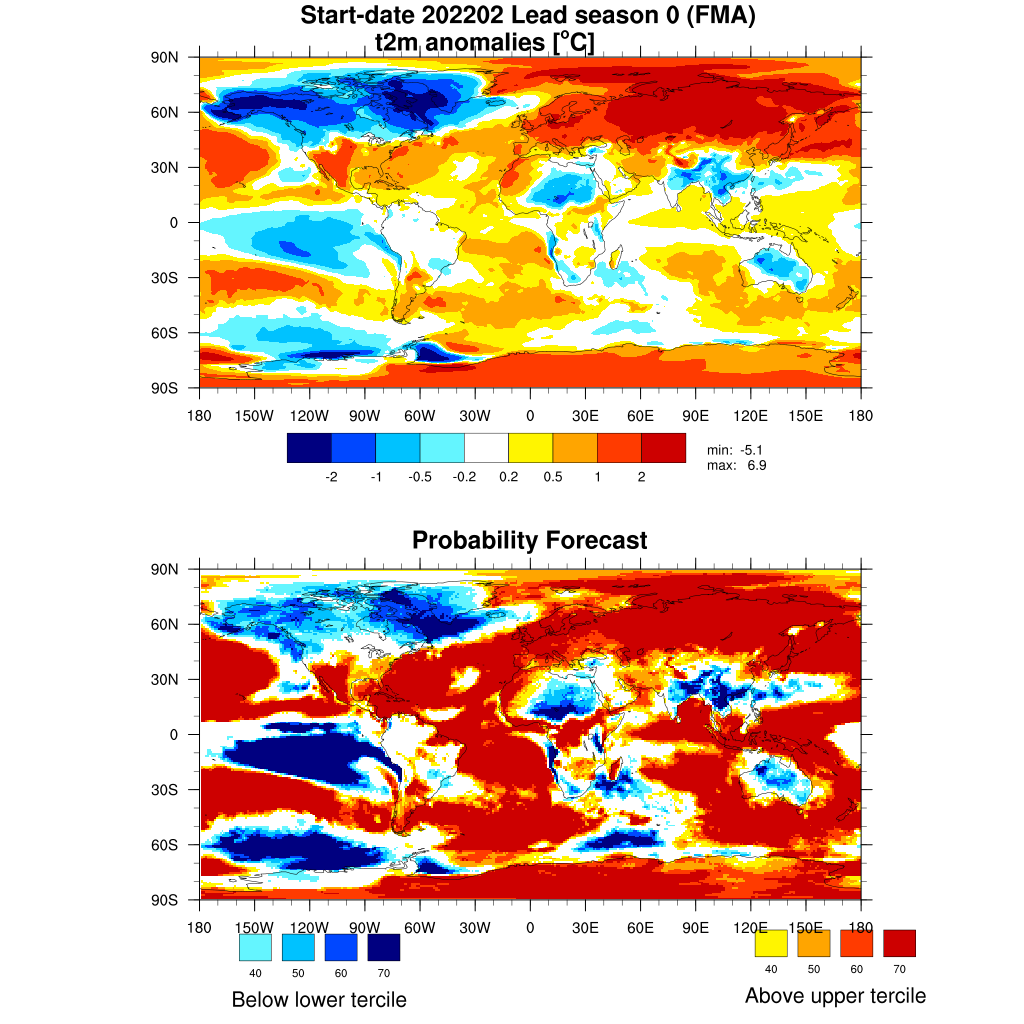 Start-date 202202 Lead season 0 (FMA)
t2m anomalies [°C]
90N
60N
30N
0
30S
60S
90S
180 150W 120W 90W 60W 30W 0 30E 60E 90E 120E 150E 180
-2 -1 -0.5 -0.2 0.2 0.5 1 2
min: -5.1
max: 6.9
Probability Forecast
90N
60N
30N
0
30S
60S
90S
180 150W 120W 90W 60W 30W 0 30E 60E 90E 120E 150E 180
40 50 60 70
Below lower tercile
40 50 60 70
Above upper tercile